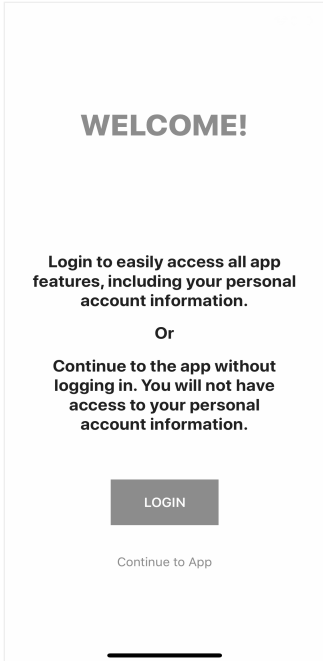 WELCOME!
Login to easily access all app
features, including your personal
account information.
Or
Continue to the app without
logging in. You will not have
access to your personal
account information.
LOGIN
Continue to App